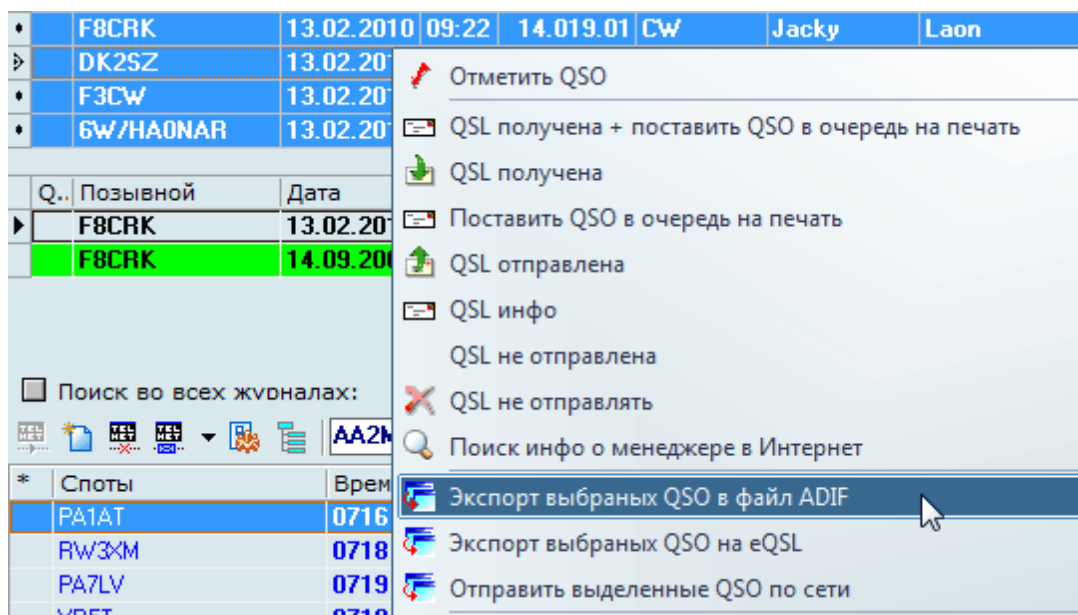 F8CRK 13.02.2010 09:22 14.019.01 CW Jacky Laon
DK2SZ 13.02.20
F3CW 13.02.20
6W/HA0NAR 13.02.20
Отметить QSO
QSL получена + поставить QSO в очередь на печать
QSL получена
Поставить QSO в очередь на печать
QSL отправлена
QSL инфо
QSL не отправлена
QSL не отправлять
Поиск инфо о менеджере в Интернет
Экспорт выбраных QSO в файл ADIF
Экспорт выбраных QSO на eQSL
Отправить выделенные QSO по сети
Q.. Позывной Дата
F8CRK 13.02.20
F8CRK 14.09.200
Поиск во всех журналах:
* Споты Врем
PA1AT 0716
RW3XM 0718
PA7LV 0719